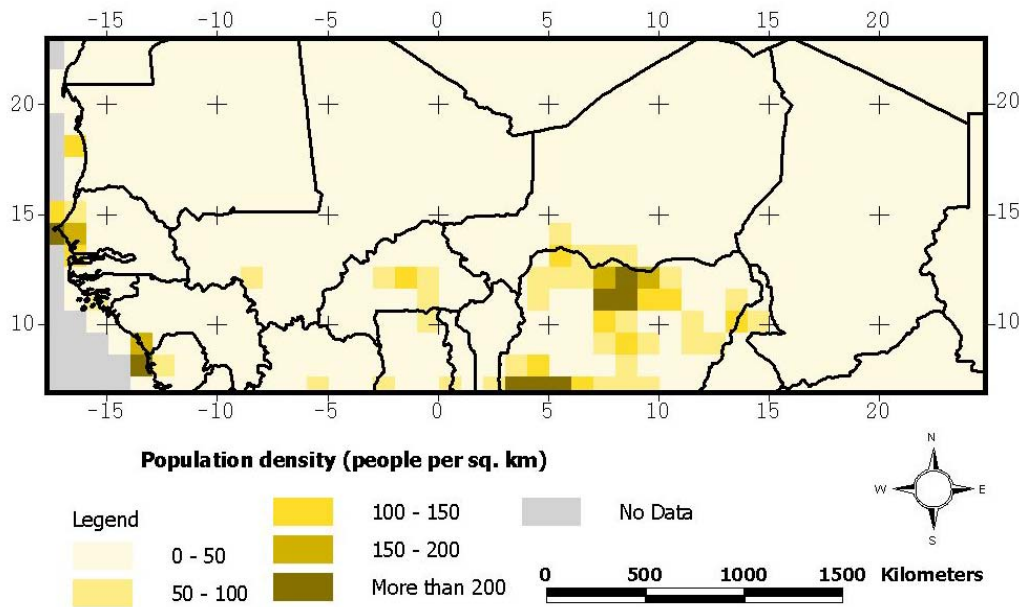 -15 -10 -5 0 5 10 15 20
20 20
15 15
10 10
-15 -10 -5 0 5 10 15 20
Population density (people per sq. km)
Legend
0 - 50
50 - 100
100 - 150
150 - 200
More than 200
No Data
N
W E
S
0 500 1000 1500 Kilometers